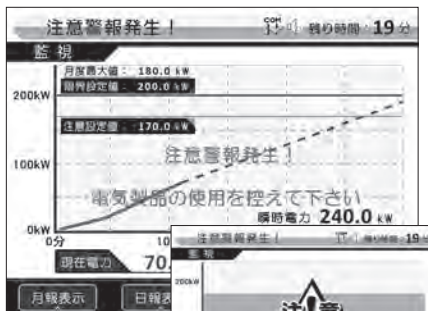 注意警報発生！ COM 残り時間：19 分
監 視
月度最大値： 180.0 kW
限界設定値： 200.0 kW
200kW
注意設定値： 170.0 kW
注意警報発生！
100kW
電気製品の使用を控えて下さい
瞬時電力 240.0 kW
0kW
0分 10
現在電力 70.
月報表示 日報表
注意警報発生！ 残り時間：19 分
監 視
200kW
注意